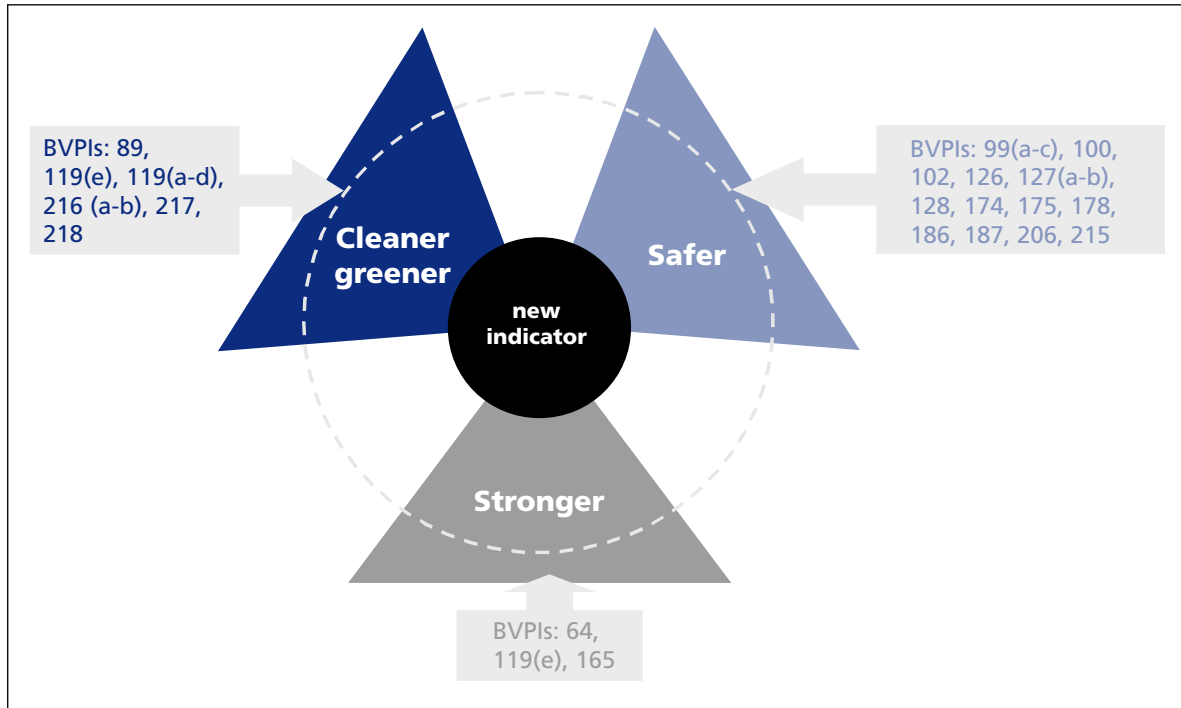 BVPIs: 89,
119(e), 119(a-d),
216 (a-b), 217,
218
Cleaner
greener
BVPIs: 99(a-c), 100,
102, 126, 127(a-b),
128, 174, 175, 178,
186, 187, 206, 215
Safer
new
indicator
Stronger
BVPIs: 64,
119(e), 165